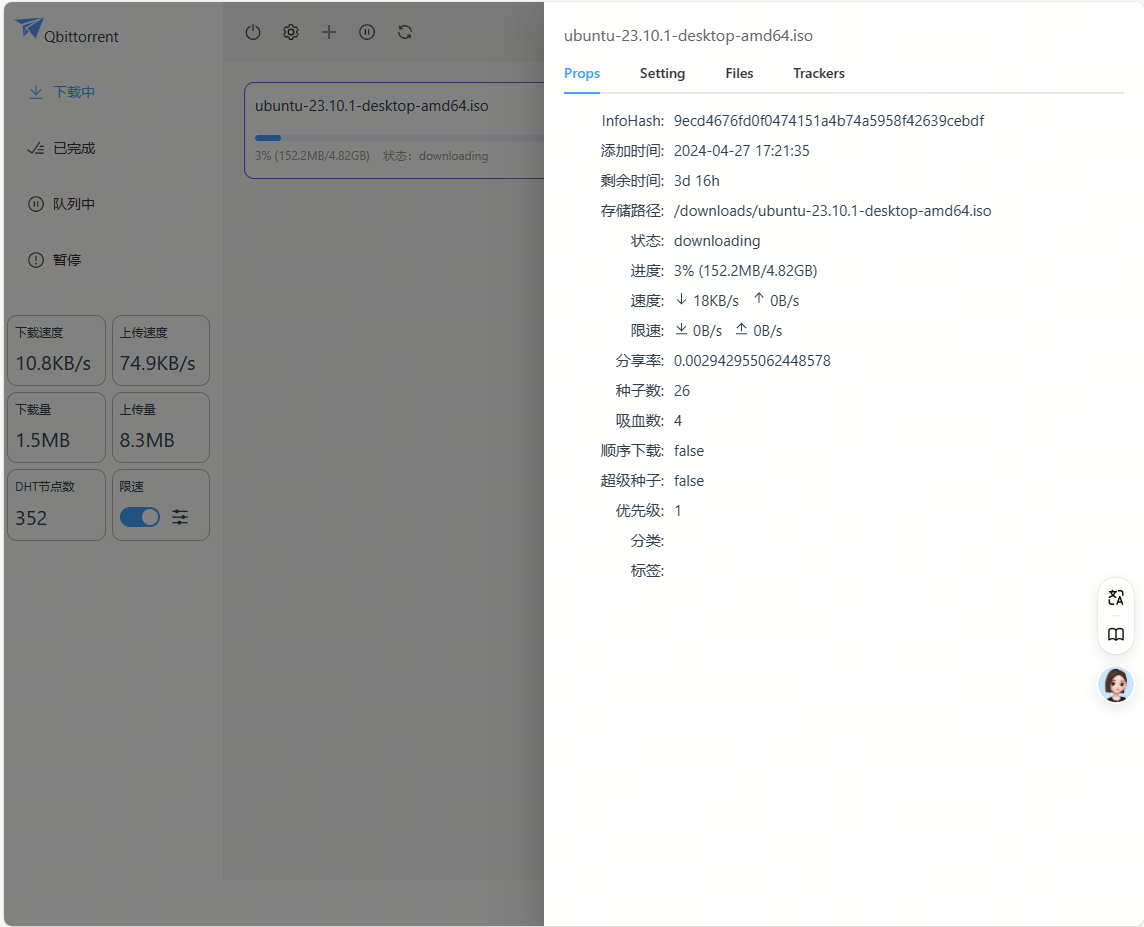 Qbittorrent
下载中
已完成
队列中
暂停
下载速度
10.8KB/s
上传速度
74.9KB/s
下载量
1.5MB
上传量
8.3MB
DHT节点数
352
限速
ubuntu-23.10.1-desktop-amd64.iso
3% (152.2MB/4.82GB) 状态：downloading
ubuntu-23.10.1-desktop-amd64.iso
Props Setting Files Trackers
InfoHash: 9ecd4676fd0f0474151a4b74a5958f42639cebdf
添加时间: 2024-04-27 17:21:35
剩余时间: 3d 16h
存储路径: /downloads/ubuntu-23.10.1-desktop-amd64.iso
状态: downloading
进度: 3% (152.2MB/4.82GB)
速度: ↓ 18KB/s ↑ 0B/s
限速: 0B/s 0B/s
分享率: 0.002942955062448578
种子数: 26
吸血数: 4
顺序下载: false
超级种子: false
优先级: 1
分类:
标签: